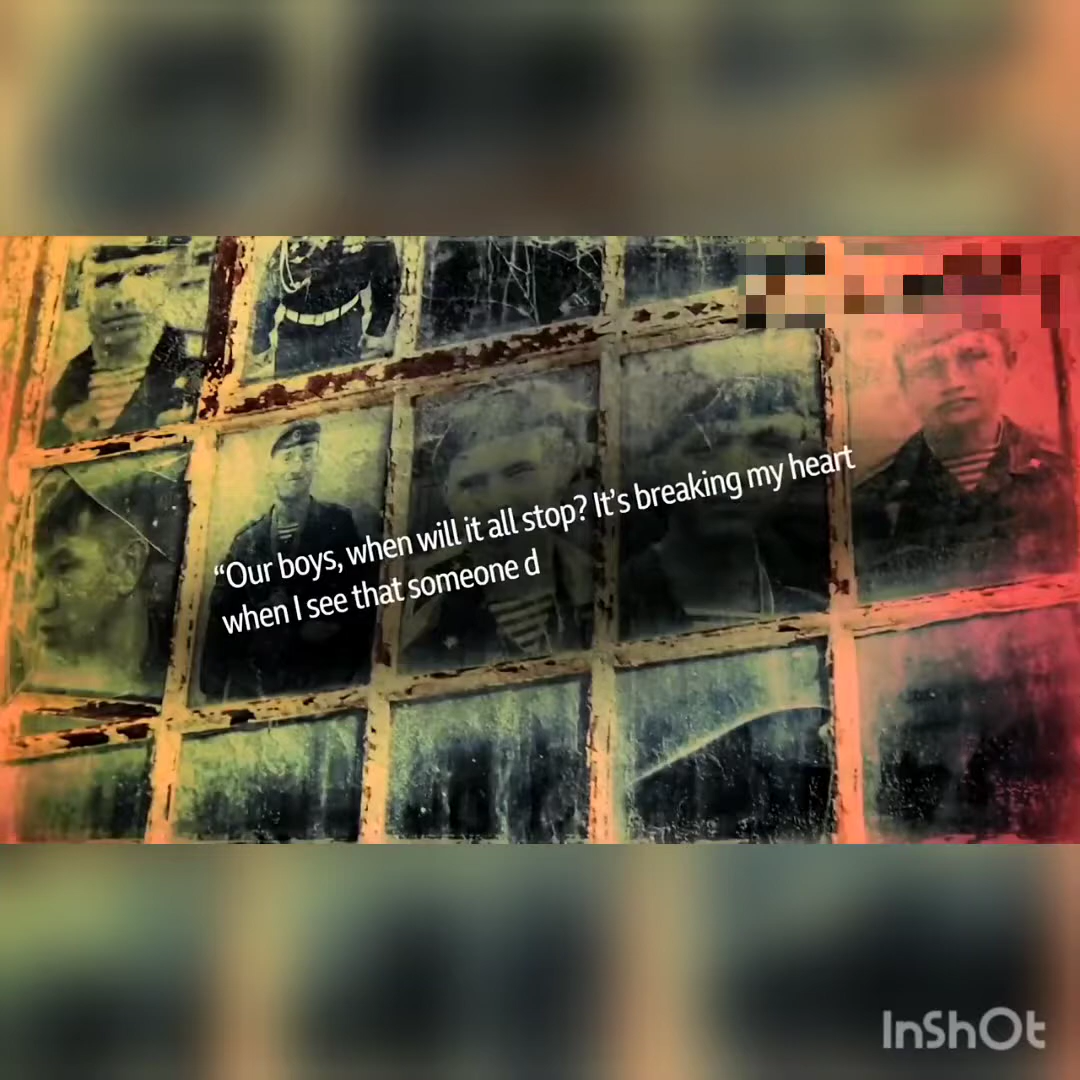 “Our boys, when will it all stop? It’s breaking my heart
when I see that someone d
InShOt